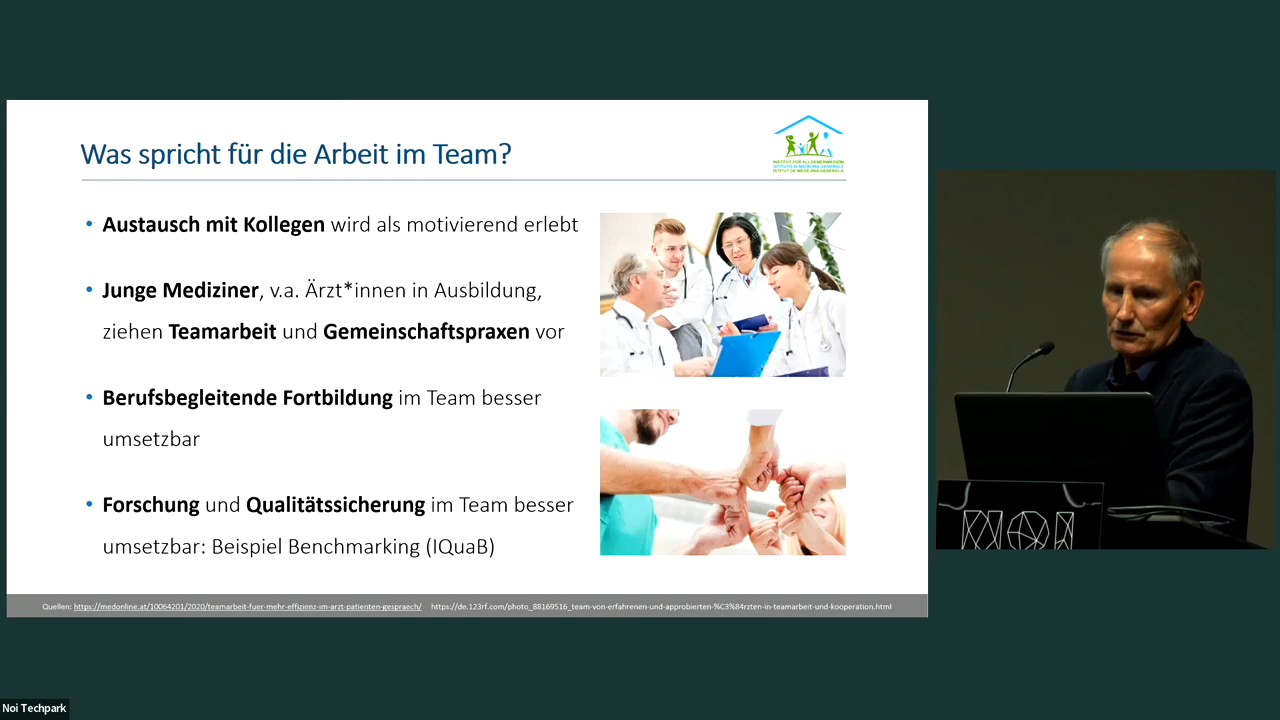 Was spricht für die Arbeit im Team?
INSTITUT FÜR ALLGEMEINMEDIZIN
ISTITUTO DI MEDICINA GENERALE
ISTITUT DE MEDEJINA GENERELA
• Austausch mit Kollegen wird als motivierend erlebt
• Junge Mediziner, v.a. Ärzt*innen in Ausbildung,
ziehen Teamarbeit und Gemeinschaftspraxen vor
• Berufsbegleitende Fortbildung im Team besser
umsetzbar
• Forschung und Qualitätssicherung im Team besser
umsetzbar: Beispiel Benchmarking (IQuaB)
Quellen: https://medonline.at/10064201/2020/teamarbeit-fuer-mehr-effizienz-im-arzt-patienten-gespraech/ https://de.123rf.com/photo_88169516_team-von-erfahrenen-und-approbierten-%C3%84rzten-in-teamarbeit-und-kooperation.html
NOI
Noi Techpark